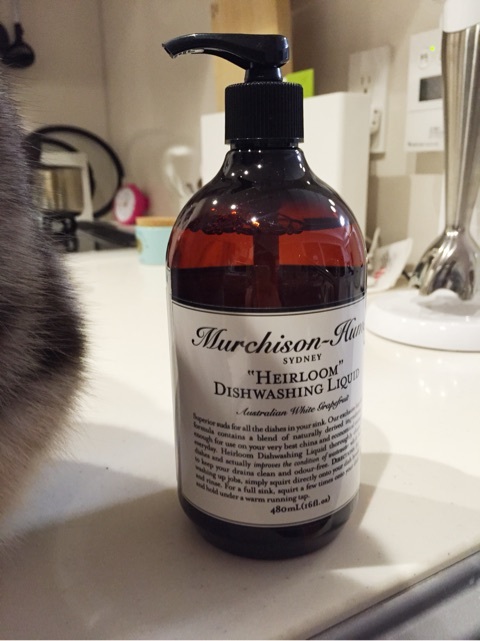 Murchison-Hum
SYDNEY
"HEIRLOOM"
DISHWASHING LIQUID
Australian White Grapefruit
Superior suds for all the dishes in your sink. Our
formula contains a blend of naturally derived
enough for use on your very best china and
everyday. Heirloom Dishwashing Liquid
dishes and actually improves the condition of
to keep your drains clean and odour-free.
washing up jobs, simply squirt directly onto your
and rinse. For a full sink, squirt a few times
and hold under a warm running tap.
480mL(16fl.oz)